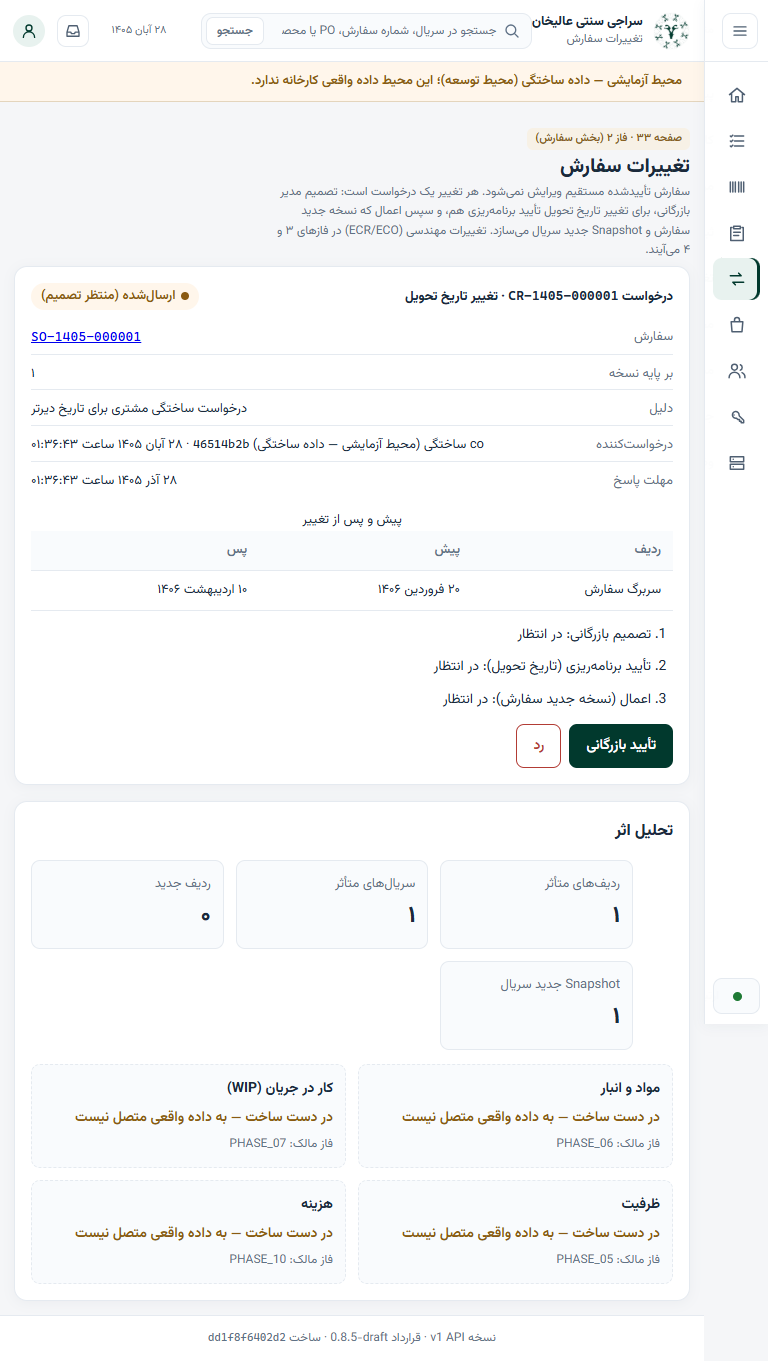 سراجی سنتی عالیخان
تغییرات سفارش
جستجو در سریال، شماره سفارش، PO یا محصـ
جستجو
۲۸ آبان ۱۴۰۵
محیط آزمایشی — داده ساختگی (محیط توسعه)؛ این محیط داده واقعی کارخانه ندارد.
صفحه ۳۳ · فاز ۲ (بخش سفارش)
تغییرات سفارش
سفارش تأییدشده مستقیم ویرایش نمی‌شود. هر تغییر یک درخواست است: تصمیم مدیر
بازرگانی، برای تغییر تاریخ تحویل تأیید برنامه‌ریزی هم، و سپس اعمال که نسخه جدید
سفارش و Snapshot جدید سریال می‌سازد. تغییرات مهندسی (ECR/ECO) در فازهای ۳ و
۴ می‌آیند.
درخواست CR-1405-000001 · تغییر تاریخ تحویل
ارسال‌شده (منتظر تصمیم)
سفارش SO-1405-000001
بر پایه نسخه ۱
دلیل درخواست ساختگی مشتری برای تاریخ دیرتر
درخواست‌کننده co ساختگی (محیط آزمایشی — داده ساختگی) 46514b2b · ۲۸ آبان ۱۴۰۵ ساعت ۰۱:۳۶:۴۳
مهلت پاسخ ۲۸ آذر ۱۴۰۵ ساعت ۰۱:۳۶:۴۳
پیش و پس از تغییر
ردیف پیش پس
سربرگ سفارش ۲۰ فروردین ۱۴۰۶ ۱۰ اردیبهشت ۱۴۰۶
1. تصمیم بازرگانی: در انتظار
2. تأیید برنامه‌ریزی (تاریخ تحویل): در انتظار
3. اعمال (نسخه جدید سفارش): در انتظار
تأیید بازرگانی رد
تحلیل اثر
ردیف‌های متأثر
۱
سریال‌های متأثر
۱
ردیف جدید
۰
Snapshot جدید سریال
۱
مواد و انبار
در دست ساخت — به داده واقعی متصل نیست
فاز مالک: PHASE_06
کار در جریان (WIP)
در دست ساخت — به داده واقعی متصل نیست
فاز مالک: PHASE_07
ظرفیت
در دست ساخت — به داده واقعی متصل نیست
فاز مالک: PHASE_05
هزینه
در دست ساخت — به داده واقعی متصل نیست
فاز مالک: PHASE_10
نسخه v1 API · قرارداد 0.8.5-draft · ساخت dd1f8f6402d2